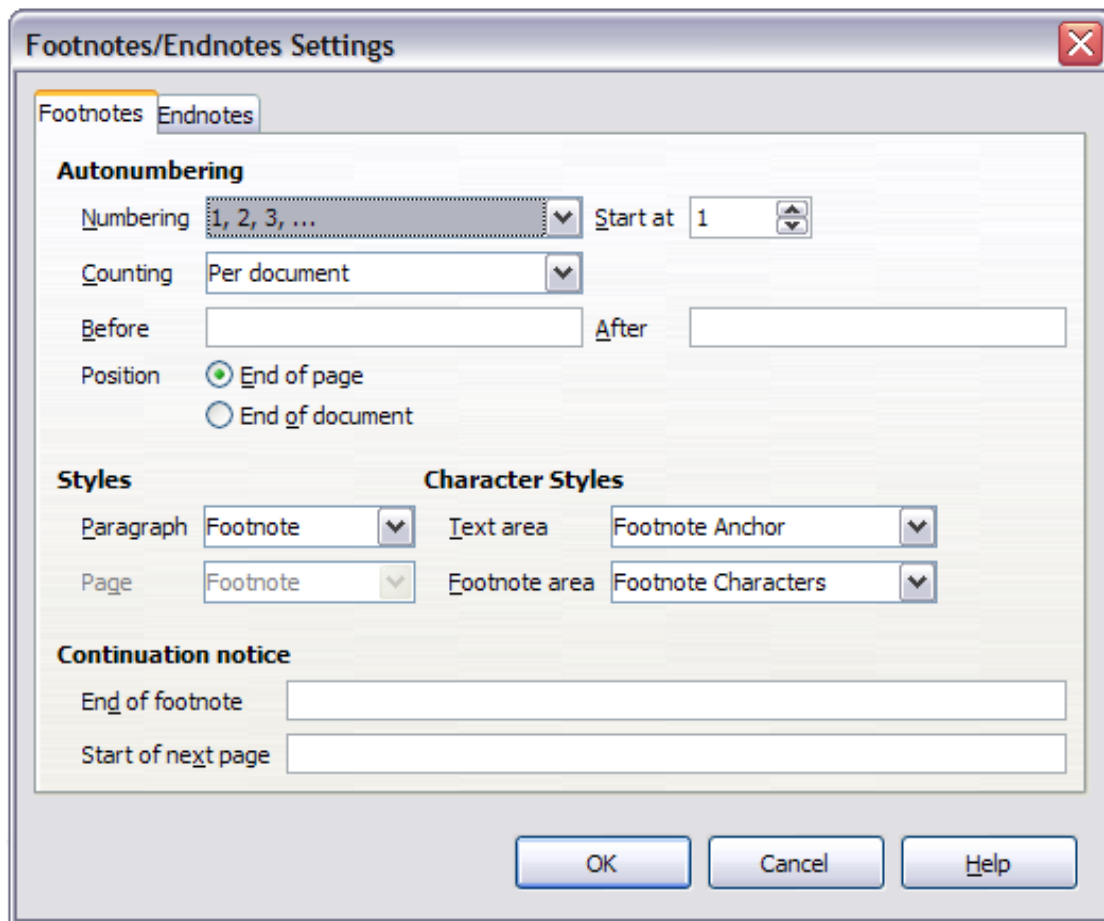 Footnotes/Endnotes Settings
Footnotes Endnotes
Autonumbering
Numbering 1, 2, 3, ... Start at 1
Counting Per document
Before After
Position End of page
End of document
Styles Character Styles
Paragraph Footnote Text area Footnote Anchor
Page Footnote Footnote area Footnote Characters
Continuation notice
End of footnote
Start of next page
OK Cancel Help